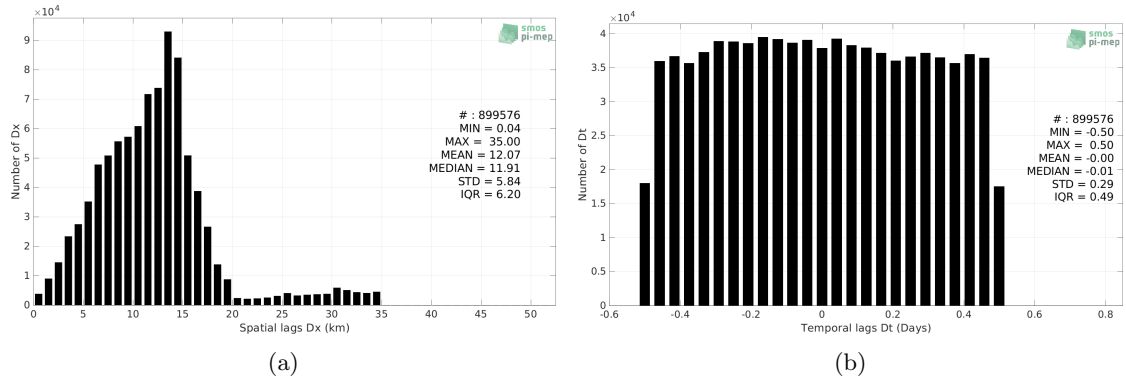 ×10⁴
9
8
7
6
5
4
3
2
1
0
Number of Dx
0 5 10 15 20 25 30 35 40 45 50
Spatial lags Dx (km)
smos
pi-mep
# : 899576
MIN = 0.04
MAX = 35.00
MEAN = 12.07
MEDIAN = 11.91
STD = 5.84
IQR = 6.20
(a)
×10⁴
4
3.5
3
2.5
2
1.5
1
0.5
0
Number of Dt
-0.6 -0.4 -0.2 0 0.2 0.4 0.6 0.8
Temporal lags Dt (Days)
smos
pi-mep
# : 899576
MIN = -0.50
MAX = 0.50
MEAN = -0.00
MEDIAN = -0.01
STD = 0.29
IQR = 0.49
(b)